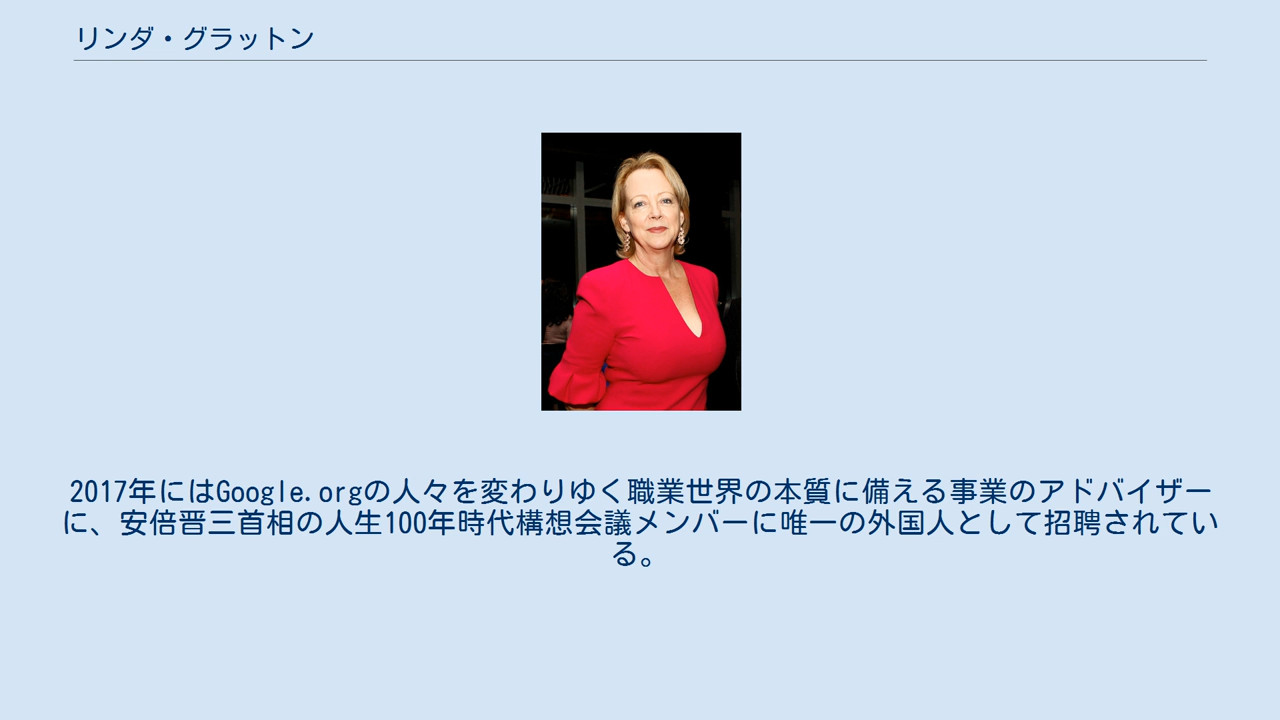 リンダ・グラットン
2017年にはGoogle.orgの人々を変わりゆく職業世界の本質に備える事業のアドバイザー
に、安倍晋三首相の人生100年時代構想会議メンバーに唯一の外国人として招聘されてい
る。